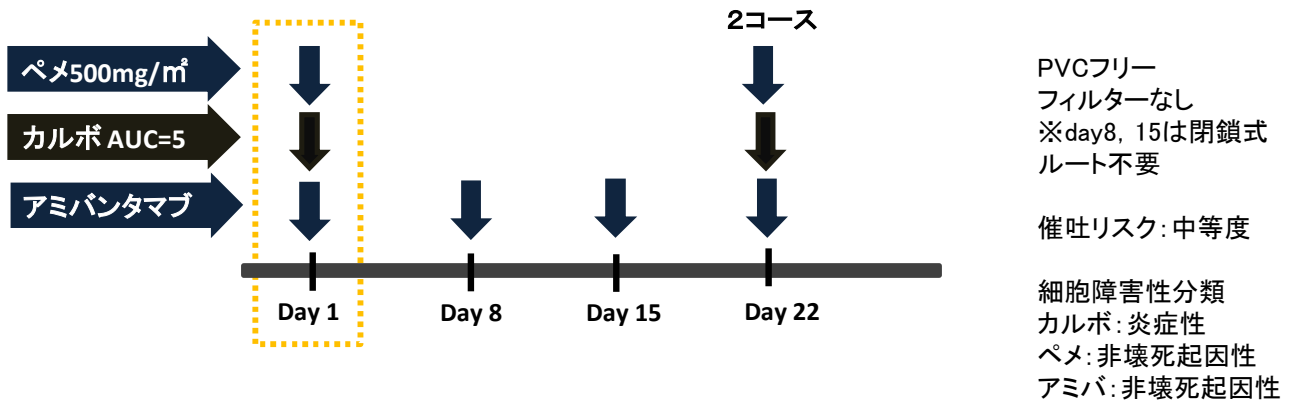 2コース
ペメ500mg/㎡
カルボ AUC=5
アミバンタマブ
Day 1
Day 8
Day 15
Day 22
PVCフリー
フィルターなし
※day8, 15は閉鎖式
ルート不要
催吐リスク：中等度
細胞障害性分類
カルボ：炎症性
ペメ：非壊死起因性
アミバ：非壊死起因性